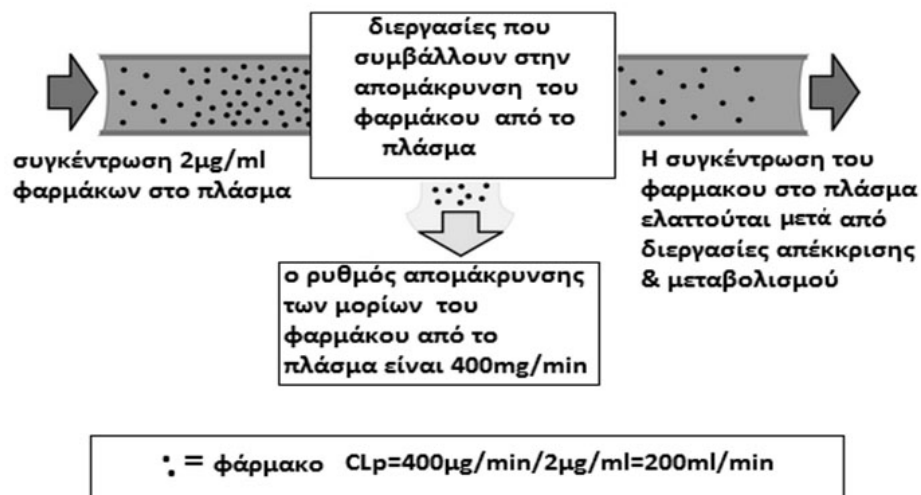 διεργασίες που
συμβάλλουν στην
απομάκρυνση του
φαρμάκου από το
πλάσμα
συγκέντρωση 2μg/ml
φαρμάκων στο πλάσμα
Η συγκέντρωση του
φαρμακου στο πλάσμα
ελαττούται μετά από
διεργασίες απέκκρισης
& μεταβολισμού
ο ρυθμός απομάκρυνσης
των μορίων του
φαρμάκου από το
πλάσμα είναι 400mg/min
= φάρμακο CLp=400μg/min/2μg/ml=200ml/min